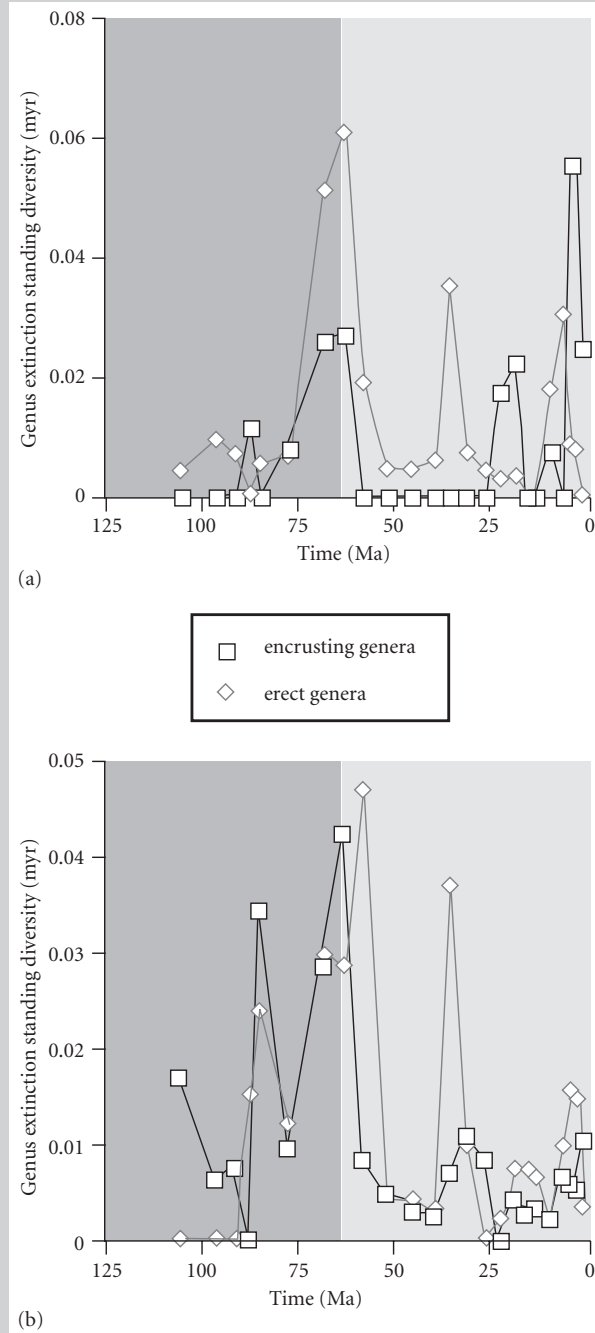 0.08
0.06
0.04
0.02
0
Genus extinction standing diversity (myr)
125 100 75 50 25 0
Time (Ma)
(a)
encrusting genera
erect genera
0.05
0.04
0.03
0.02
0.01
0
Genus extinction standing diversity (myr)
125 100 75 50 25 0
Time (Ma)
(b)